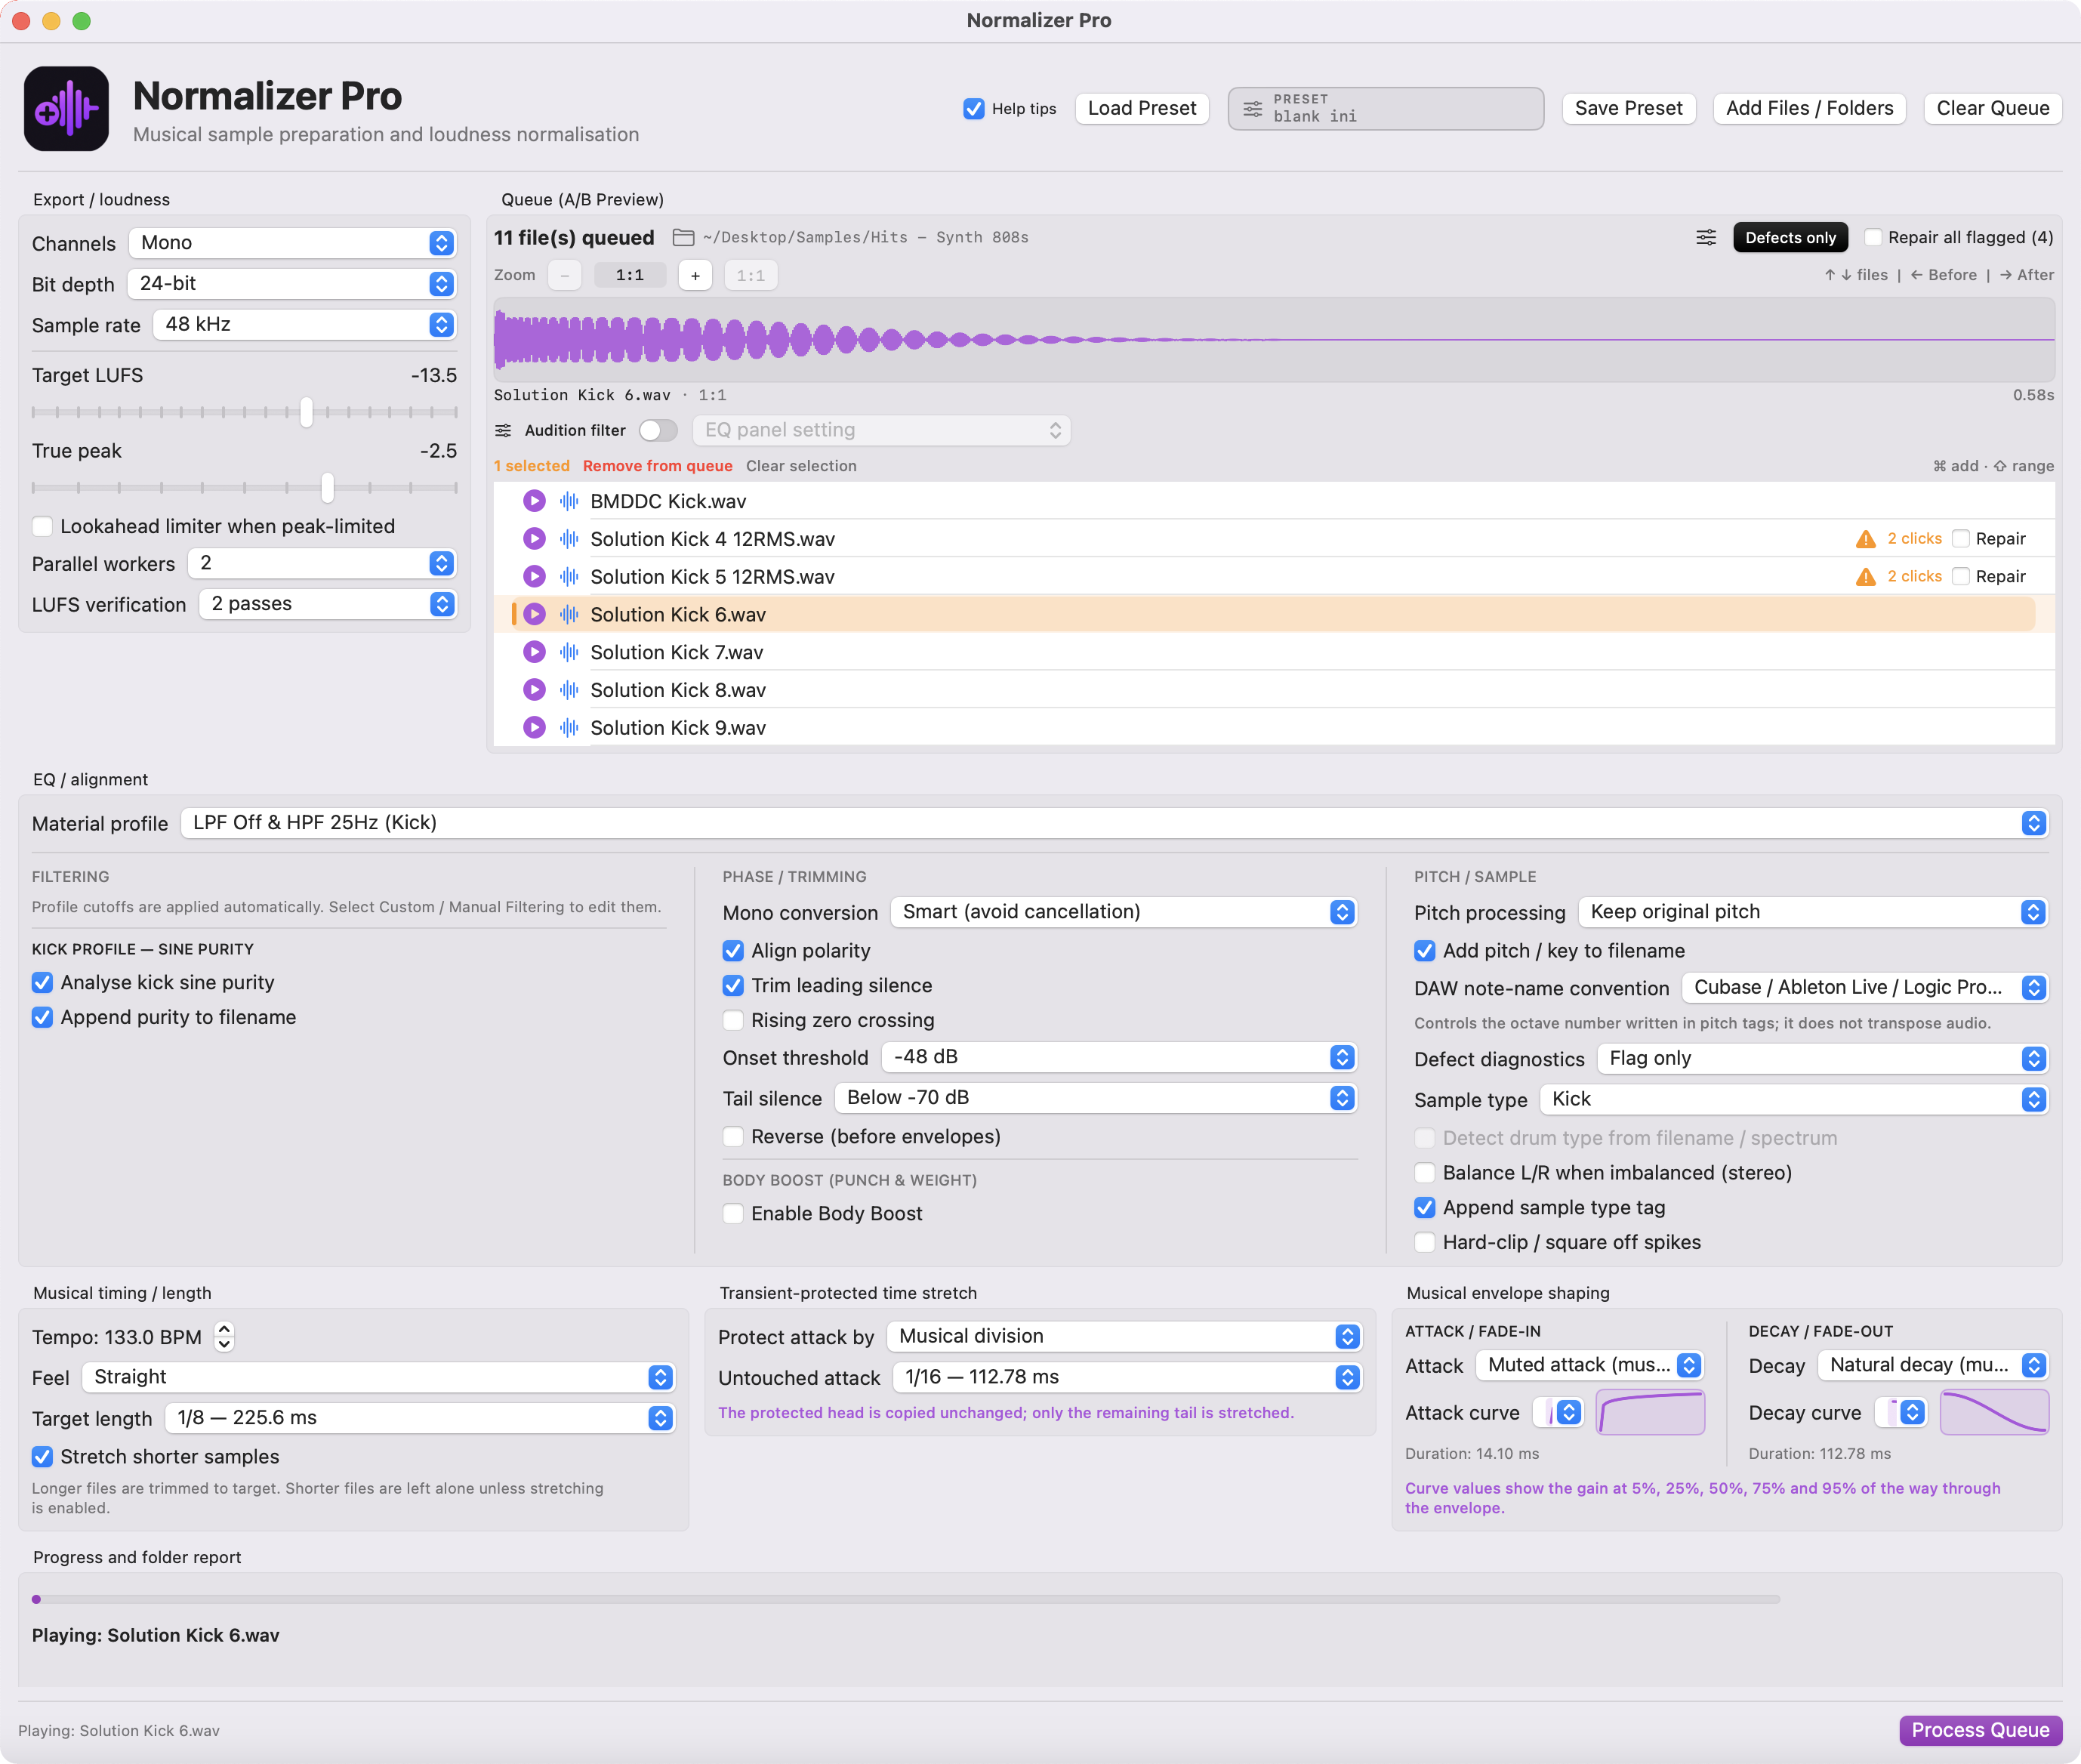 Normalizer Pro
Normalizer Pro
Musical sample preparation and loudness normalisation
Help tips
Load Preset
PRESET
blank ini
Save Preset
Add Files / Folders
Clear Queue
Export / loudness
Channels Mono
Bit depth 24-bit
Sample rate 48 kHz
Target LUFS -13.5
True peak -2.5
Lookahead limiter when peak-limited
Parallel workers 2
LUFS verification 2 passes
Queue (A/B Preview)
11 file(s) queued ~/Desktop/Samples/Hits — Synth 808s
Defects only
Repair all flagged (4)
Zoom − 1:1 + 1:1
↑ ↓ files | ← Before | → After
Solution Kick 6.wav · 1:1
0.58s
Audition filter EQ panel setting
1 selected Remove from queue Clear selection
⌘ add · ⇧ range
BMDDC Kick.wav
Solution Kick 4 12RMS.wav 2 clicks Repair
Solution Kick 5 12RMS.wav 2 clicks Repair
Solution Kick 6.wav
Solution Kick 7.wav
Solution Kick 8.wav
Solution Kick 9.wav
EQ / alignment
Material profile LPF Off & HPF 25Hz (Kick)
FILTERING
Profile cutoffs are applied automatically. Select Custom / Manual Filtering to edit them.
KICK PROFILE — SINE PURITY
Analyse kick sine purity
Append purity to filename
PHASE / TRIMMING
Mono conversion Smart (avoid cancellation)
Align polarity
Trim leading silence
Rising zero crossing
Onset threshold -48 dB
Tail silence Below -70 dB
Reverse (before envelopes)
BODY BOOST (PUNCH & WEIGHT)
Enable Body Boost
PITCH / SAMPLE
Pitch processing Keep original pitch
Add pitch / key to filename
DAW note-name convention Cubase / Ableton Live / Logic Pro...
Controls the octave number written in pitch tags; it does not transpose audio.
Defect diagnostics Flag only
Sample type Kick
Detect drum type from filename / spectrum
Balance L/R when imbalanced (stereo)
Append sample type tag
Hard-clip / square off spikes
Musical timing / length
Tempo: 133.0 BPM
Feel Straight
Target length 1/8 — 225.6 ms
Stretch shorter samples
Longer files are trimmed to target. Shorter files are left alone unless stretching
is enabled.
Transient-protected time stretch
Protect attack by Musical division
Untouched attack 1/16 — 112.78 ms
The protected head is copied unchanged; only the remaining tail is stretched.
Musical envelope shaping
ATTACK / FADE-IN
Attack Muted attack (mus...
Attack curve
Duration: 14.10 ms
DECAY / FADE-OUT
Decay Natural decay (mu...
Decay curve
Duration: 112.78 ms
Curve values show the gain at 5%, 25%, 50%, 75% and 95% of the way through
the envelope.
Progress and folder report
Playing: Solution Kick 6.wav
Playing: Solution Kick 6.wav
Process Queue